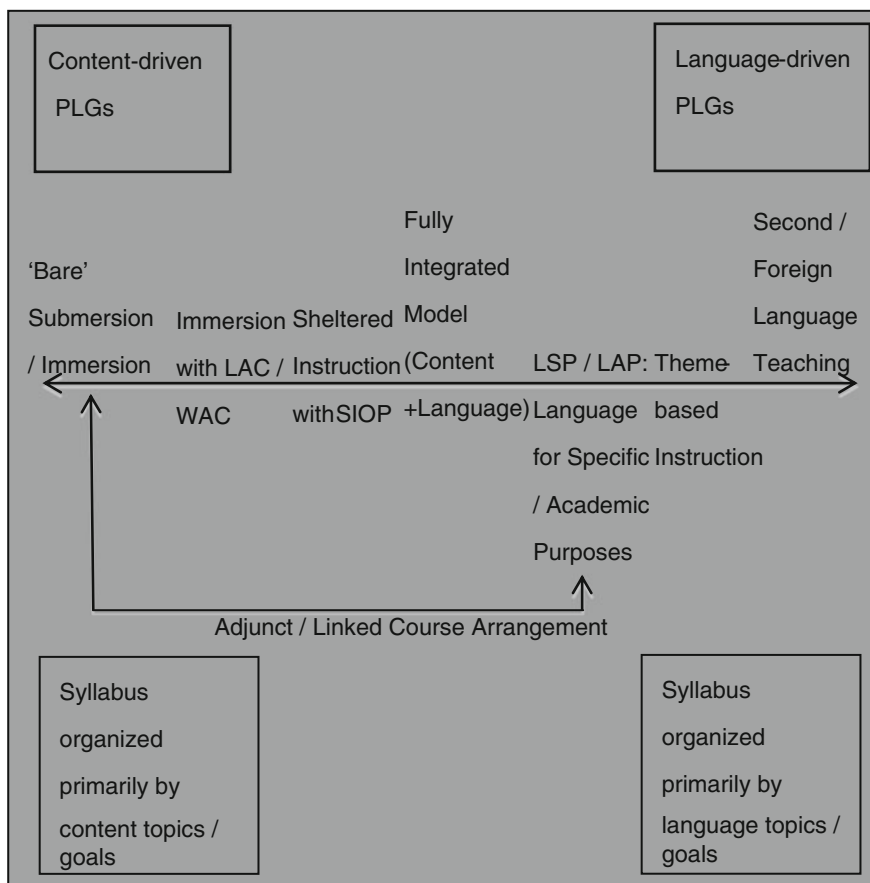 Content-driven
PLGs
Language-driven
PLGs
'Bare'
Submersion
/ Immersion
Immersion
with LAC /
WAC
Sheltered
Instruction
withSIOP
Fully
Integrated
Model
(Content
+Language)
LSP / LAP:
Language
for Specific
/ Academic
Purposes
Theme-
based
Instruction
Second /
Foreign
Language
Teaching
Adjunct / Linked Course Arrangement
Syllabus
organized
primarily by
content topics /
goals
Syllabus
organized
primarily by
language topics /
goals